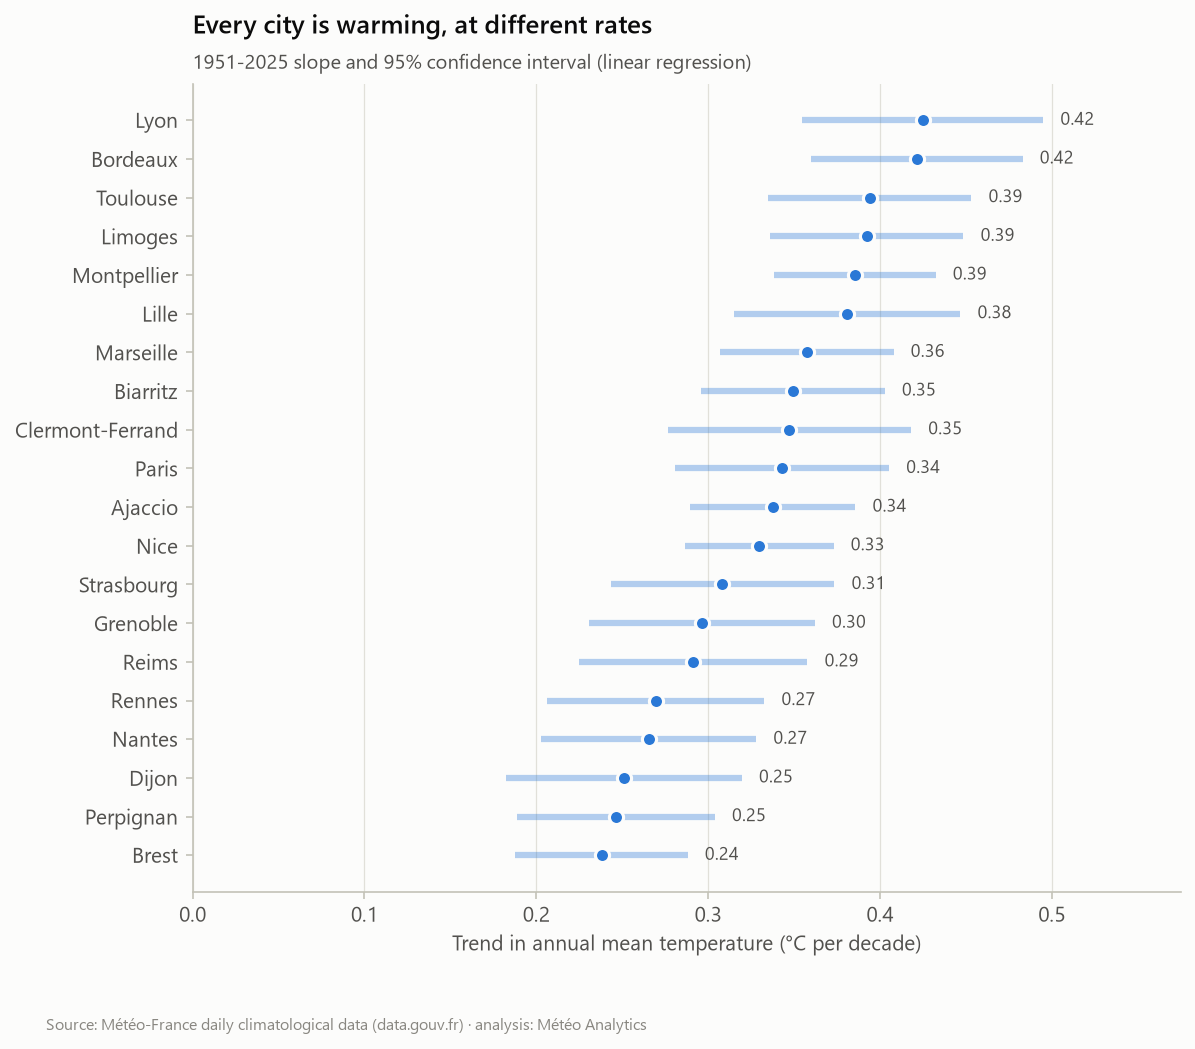 Every city is warming, at different rates
1951-2025 slope and 95% confidence interval (linear regression)
Lyon 0.42
Bordeaux 0.42
Toulouse 0.39
Limoges 0.39
Montpellier 0.39
Lille 0.38
Marseille 0.36
Biarritz 0.35
Clermont-Ferrand 0.35
Paris 0.34
Ajaccio 0.34
Nice 0.33
Strasbourg 0.31
Grenoble 0.30
Reims 0.29
Rennes 0.27
Nantes 0.27
Dijon 0.25
Perpignan 0.25
Brest 0.24
0.0 0.1 0.2 0.3 0.4 0.5
Trend in annual mean temperature (°C per decade)
Source: Météo-France daily climatological data (data.gouv.fr) · analysis: Météo Analytics